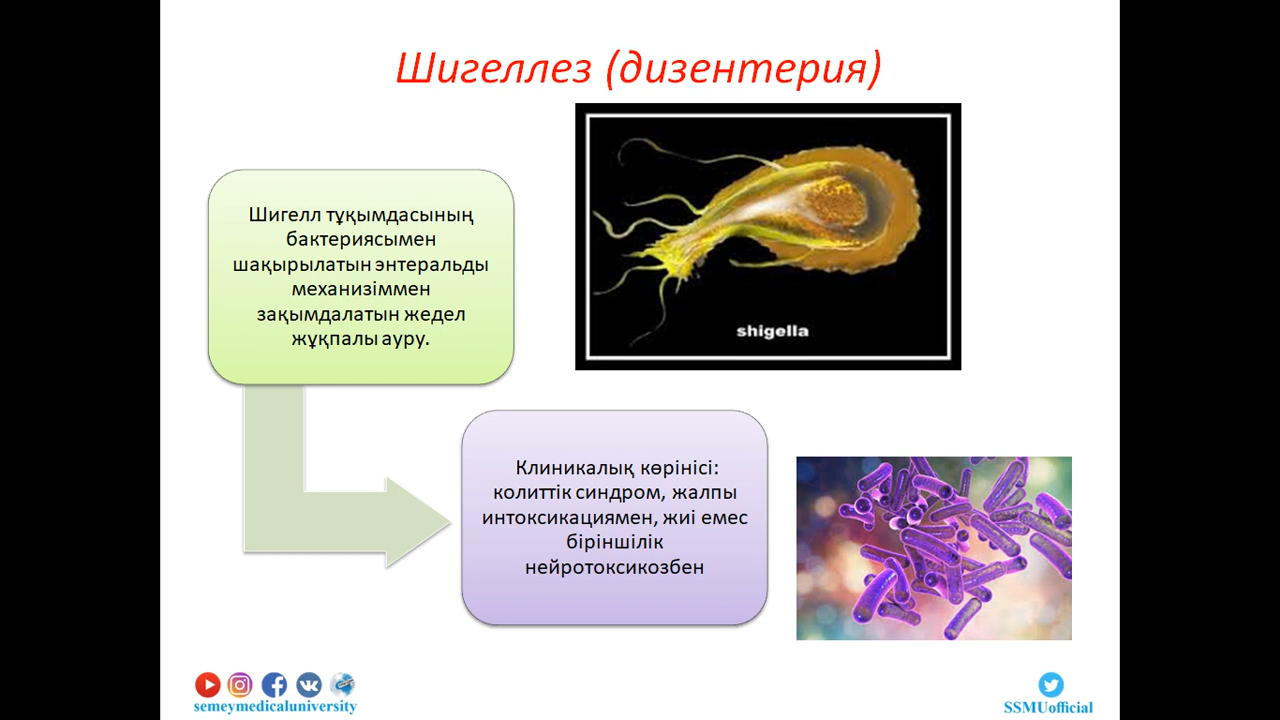 Шигеллез (дизентерия)
Шигелл тұқымдасының
бактериясымен
шақырылатын энтеральды
механизіммен
зақымдалатын жедел
жұқпалы ауру.
shigella
Клиникалық көрінісі:
колиттік синдром, жалпы
интоксикациямен, жиі емес
біріншілік
нейротоксикозбен
semeymedicaluniversity
SSMUofficial